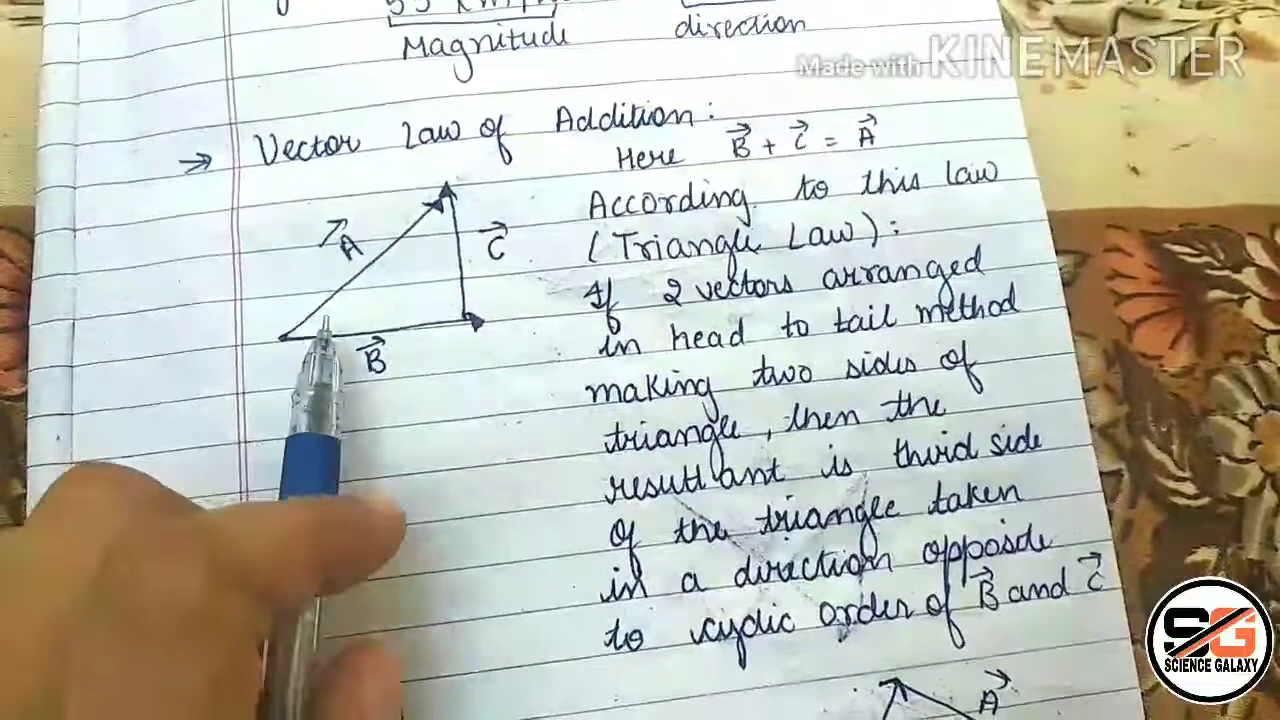 Magnitude direction
Made with KINEMASTER
→ Vector Law of Addition:
Here B⃗ + C⃗ = A⃗
According to this law
(Triangle Law):
If 2 vectors arranged
in head to tail method
making two sides of
triangle, then the
resultant is third side
of the triangle taken
in a direction opposite
to cyclic order of B⃗ and C⃗
A⃗
C⃗
B⃗
A⃗
SG
SCIENCE GALAXY